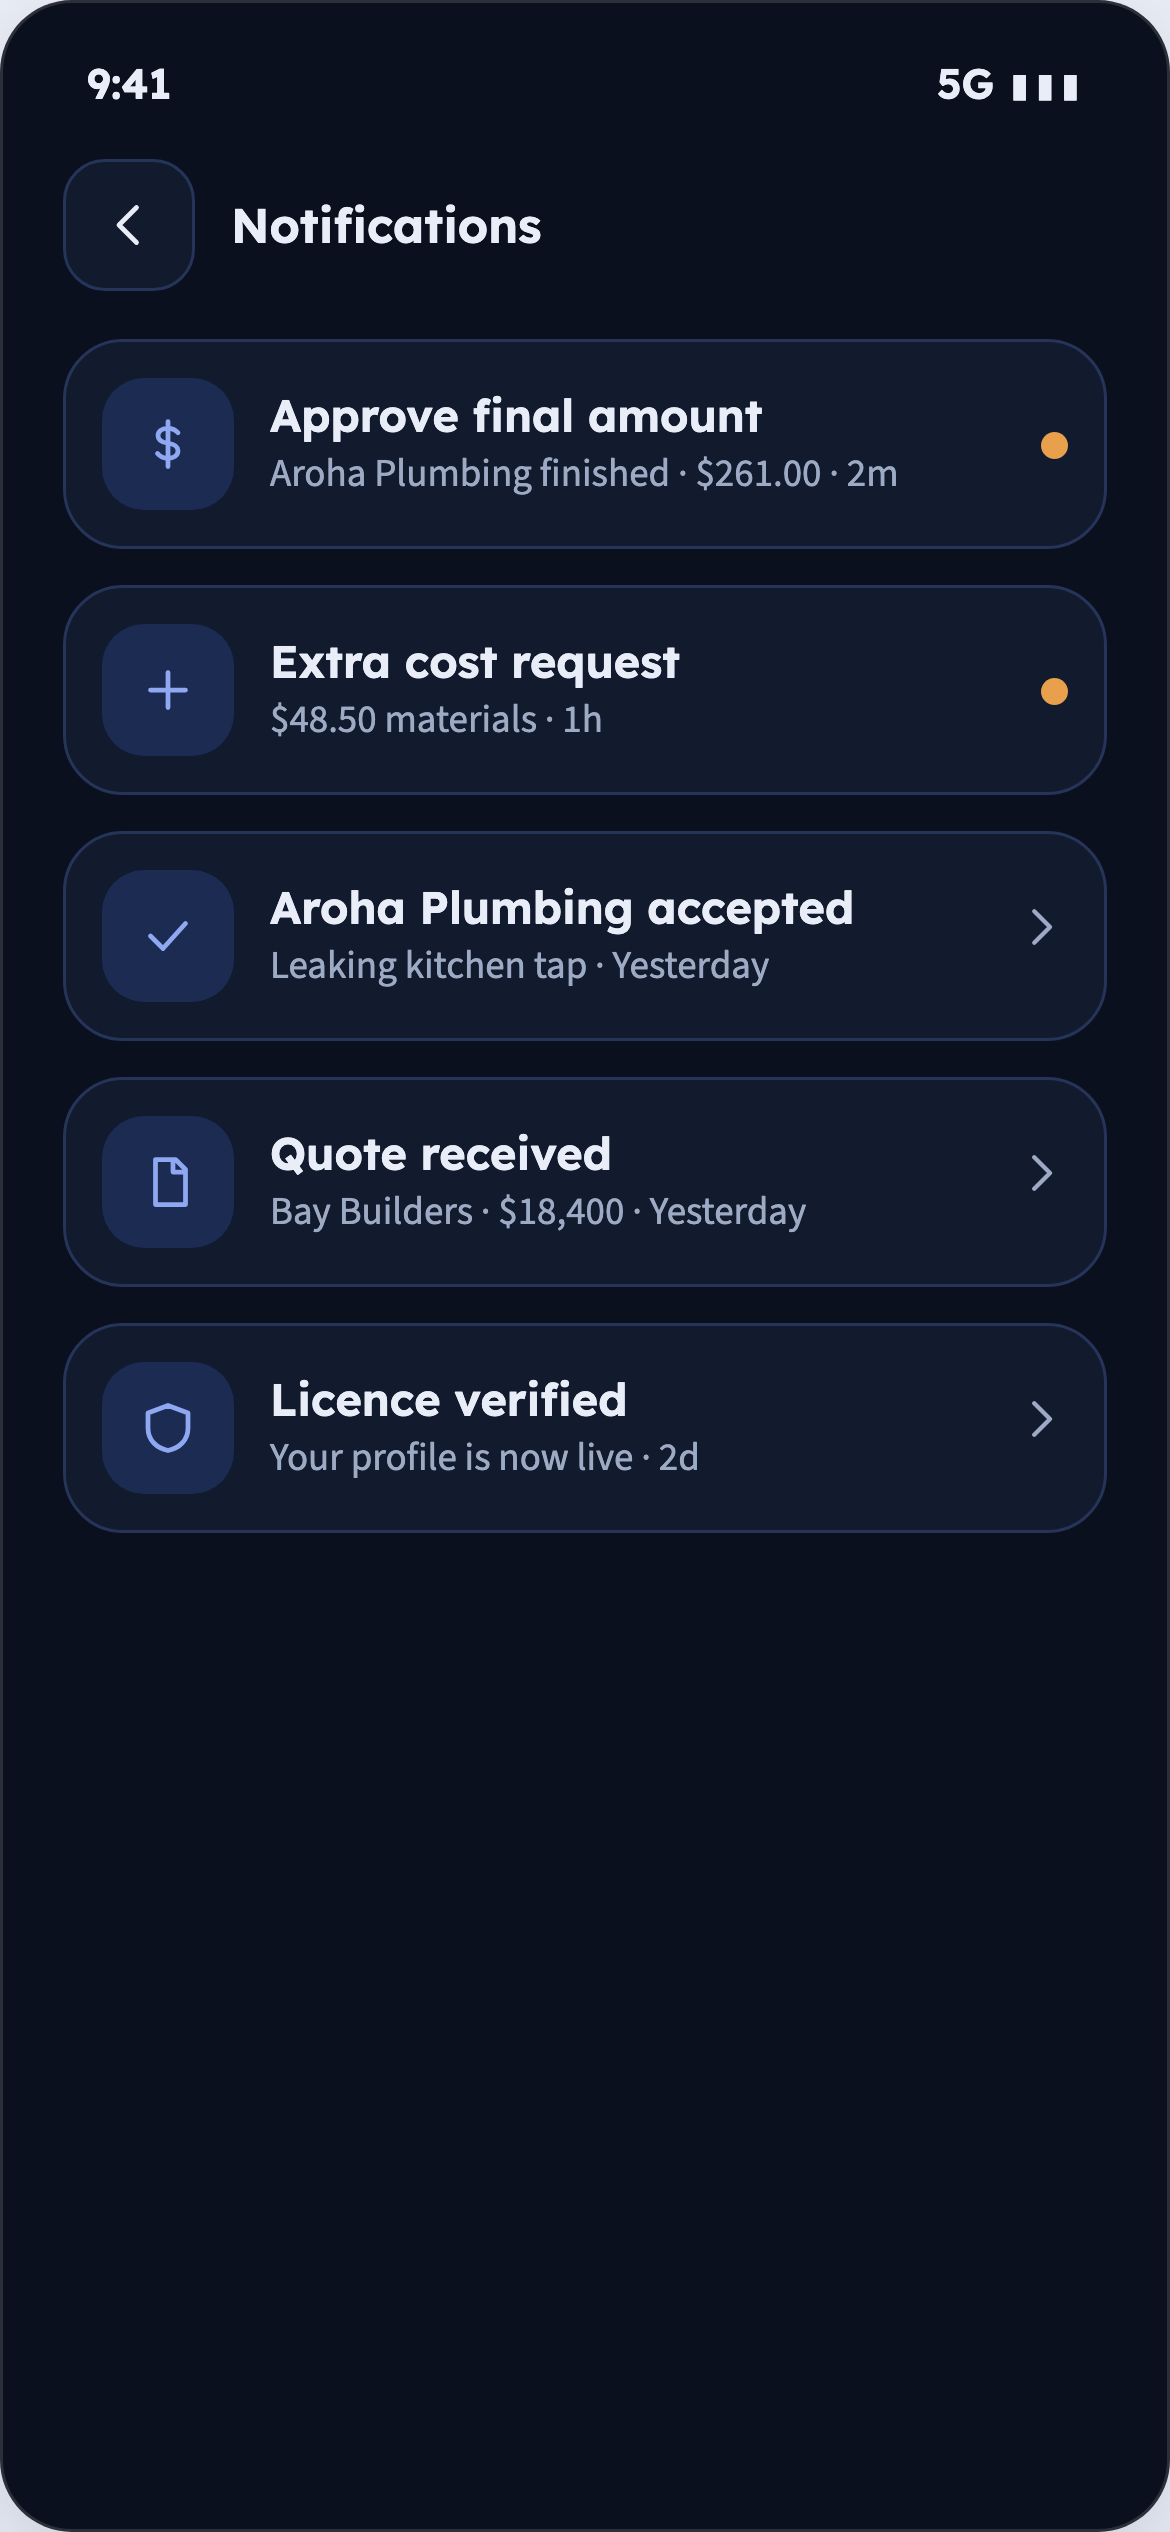 9:41 5G
Notifications
Approve final amount
Aroha Plumbing finished · $261.00 · 2m
Extra cost request
$48.50 materials · 1h
Aroha Plumbing accepted
Leaking kitchen tap · Yesterday
Quote received
Bay Builders · $18,400 · Yesterday
Licence verified
Your profile is now live · 2d